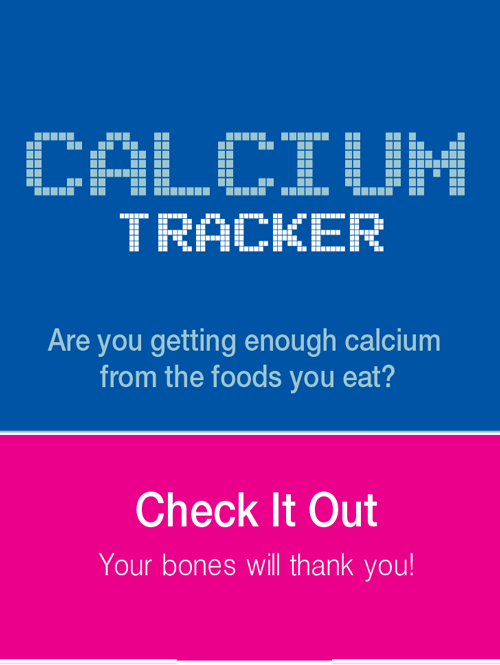 CALCIUM
TRACKER
Are you getting enough calcium
from the foods you eat?
Check It Out
Your bones will thank you!